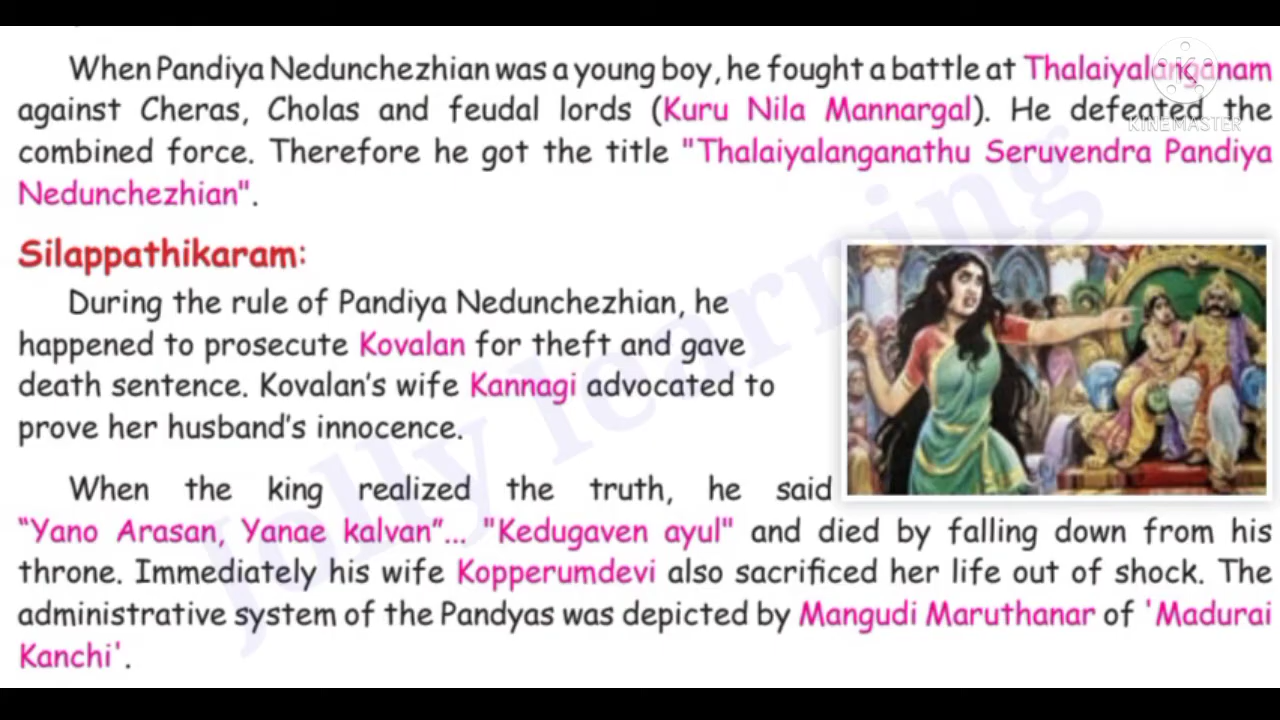 When Pandiya Nedunchezhian was a young boy, he fought a battle at Thalaiyalanganam
against Cheras, Cholas and feudal lords (Kuru Nila Mannargal). He defeated the
combined force. Therefore he got the title "Thalaiyalanganathu Seruvendra Pandiya
Nedunchezhian".
KINEMASTER
Silappathikaram:
During the rule of Pandiya Nedunchezhian, he
happened to prosecute Kovalan for theft and gave
death sentence. Kovalan's wife Kannagi advocated to
prove her husband's innocence.
When the king realized the truth, he said
“Yano Arasan, Yanae kalvan”... "Kedugaven ayul" and died by falling down from his
throne. Immediately his wife Kopperumdevi also sacrificed her life out of shock. The
administrative system of the Pandyas was depicted by Mangudi Maruthanar of 'Madurai
Kanchi'.
Jolly learning